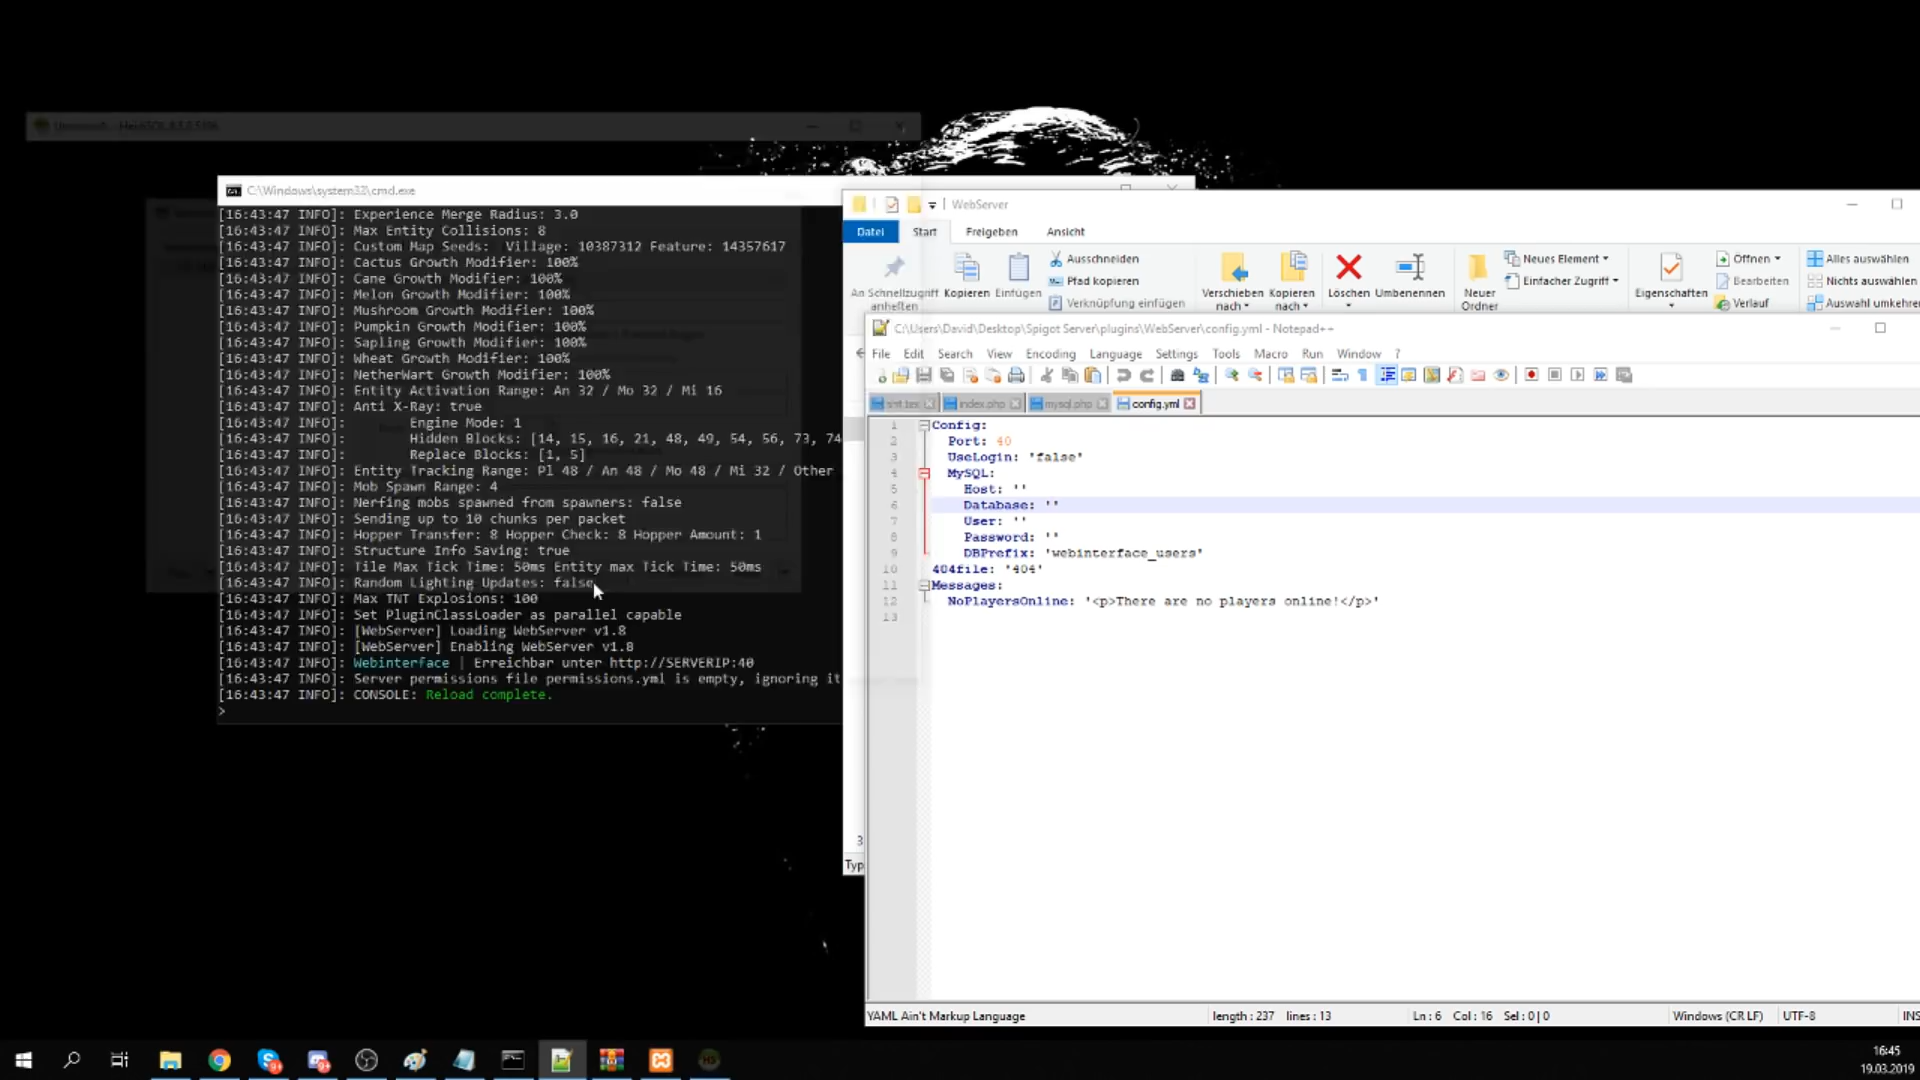 C:\Windows\system32\cmd.exe
[16:43:47 INFO]: Experience Merge Radius: 3.0
[16:43:47 INFO]: Max Entity Collisions: 8
[16:43:47 INFO]: Custom Map Seeds:  Village: 10387312 Feature: 14357617
[16:43:47 INFO]: Cactus Growth Modifier: 100%
[16:43:47 INFO]: Cane Growth Modifier: 100%
[16:43:47 INFO]: Melon Growth Modifier: 100%
[16:43:47 INFO]: Mushroom Growth Modifier: 100%
[16:43:47 INFO]: Pumpkin Growth Modifier: 100%
[16:43:47 INFO]: Sapling Growth Modifier: 100%
[16:43:47 INFO]: Wheat Growth Modifier: 100%
[16:43:47 INFO]: NetherWart Growth Modifier: 100%
[16:43:47 INFO]: Entity Activation Range: An 32 / Mo 32 / Mi 16
[16:43:47 INFO]: Anti X-Ray: true
[16:43:47 INFO]:        Engine Mode: 1
[16:43:47 INFO]:        Hidden Blocks: [14, 15, 16, 21, 48, 49, 54, 56, 73, 74
[16:43:47 INFO]:        Replace Blocks: [1, 5]
[16:43:47 INFO]: Entity Tracking Range: Pl 48 / An 48 / Mo 48 / Mi 32 / Other
[16:43:47 INFO]: Mob Spawn Range: 4
[16:43:47 INFO]: Nerfing mobs spawned from spawners: false
[16:43:47 INFO]: Sending up to 10 chunks per packet
[16:43:47 INFO]: Hopper Transfer: 8 Hopper Check: 8 Hopper Amount: 1
[16:43:47 INFO]: Structure Info Saving: true
[16:43:47 INFO]: Tile Max Tick Time: 50ms Entity max Tick Time: 50ms
[16:43:47 INFO]: Random Lighting Updates: false
[16:43:47 INFO]: Max TNT Explosions: 100
[16:43:47 INFO]: Set PluginClassLoader as parallel capable
[16:43:47 INFO]: [WebServer] Loading WebServer v1.8
[16:43:47 INFO]: [WebServer] Enabling WebServer v1.8
[16:43:47 INFO]: Webinterface | Erreichbar unter http://SERVERIP:40
[16:43:47 INFO]: Server permissions file permissions.yml is empty, ignoring it
[16:43:47 INFO]: CONSOLE: Reload complete.
>
WebServer
Datei Start Freigeben Ansicht
An Schnellzugriff anheften
Kopieren
Einfügen
Ausschneiden
Pfad kopieren
Verknüpfung einfügen
Verschieben nach
Kopieren nach
Löschen
Umbenennen
Neuer Ordner
Neues Element
Einfacher Zugriff
Eigenschaften
Öffnen
Bearbeiten
Verlauf
Alles auswählen
Nichts auswählen
Auswahl umkehren
C:\Users\David\Desktop\Spigot Server\plugins\WebServer\config.yml - Notepad++
File Edit Search View Encoding Language Settings Tools Macro Run Window ?
index.php mysql.php config.yml
1 Config:
2 Port: 40
3 UseLogin: 'false'
4 MySQL:
5 Host: ''
6 Database: ''
7 User: ''
8 Password: ''
9 DBPrefix: 'webinterface_users'
10 404file: '404'
11 Messages:
12 NoPlayersOnline: '<p>There are no players online!</p>'
13
3
Typ
YAML Ain't Markup Language length : 237 lines : 13 Ln : 6 Col : 16 Sel : 0 | 0 Windows (CR LF) UTF-8 INS
16:45
19.03.2019